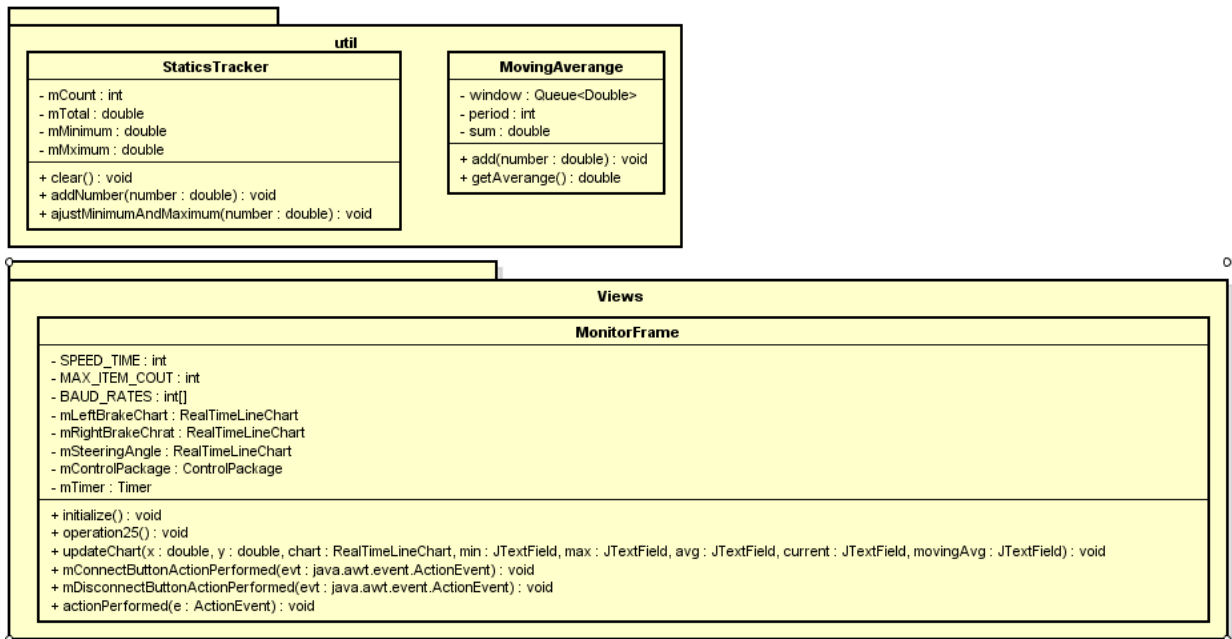 util
StaticsTracker
- mCount : int
- mTotal : double
- mMinimum : double
- mMximum : double
+ clear() : void
+ addNumber(number : double) : void
+ ajustMinimumAndMaximum(number : double) : void
MovingAverange
- window : Queue<Double>
- period : int
- sum : double
+ add(number : double) : void
+ getAverange() : double
Views
MonitorFrame
- SPEED_TIME : int
- MAX_ITEM_COUT : int
- BAUD_RATES : int[]
- mLeftBrakeChart : RealTimeLineChart
- mRightBrakeChrat : RealTimeLineChart
- mSteeringAngle : RealTimeLineChart
- mControlPackage : ControlPackage
- mTimer : Timer
+ initialize() : void
+ operation25() : void
+ updateChart(x : double, y : double, chart : RealTimeLineChart, min : JTextField, max : JTextField, avg : JTextField, current : JTextField, movingAvg : JTextField) : void
+ mConnectButtonActionPerformed(evt : java.awt.event.ActionEvent) : void
+ mDisconnectButtonActionPerformed(evt : java.awt.event.ActionEvent) : void
+ actionPerformed(e : ActionEvent) : void